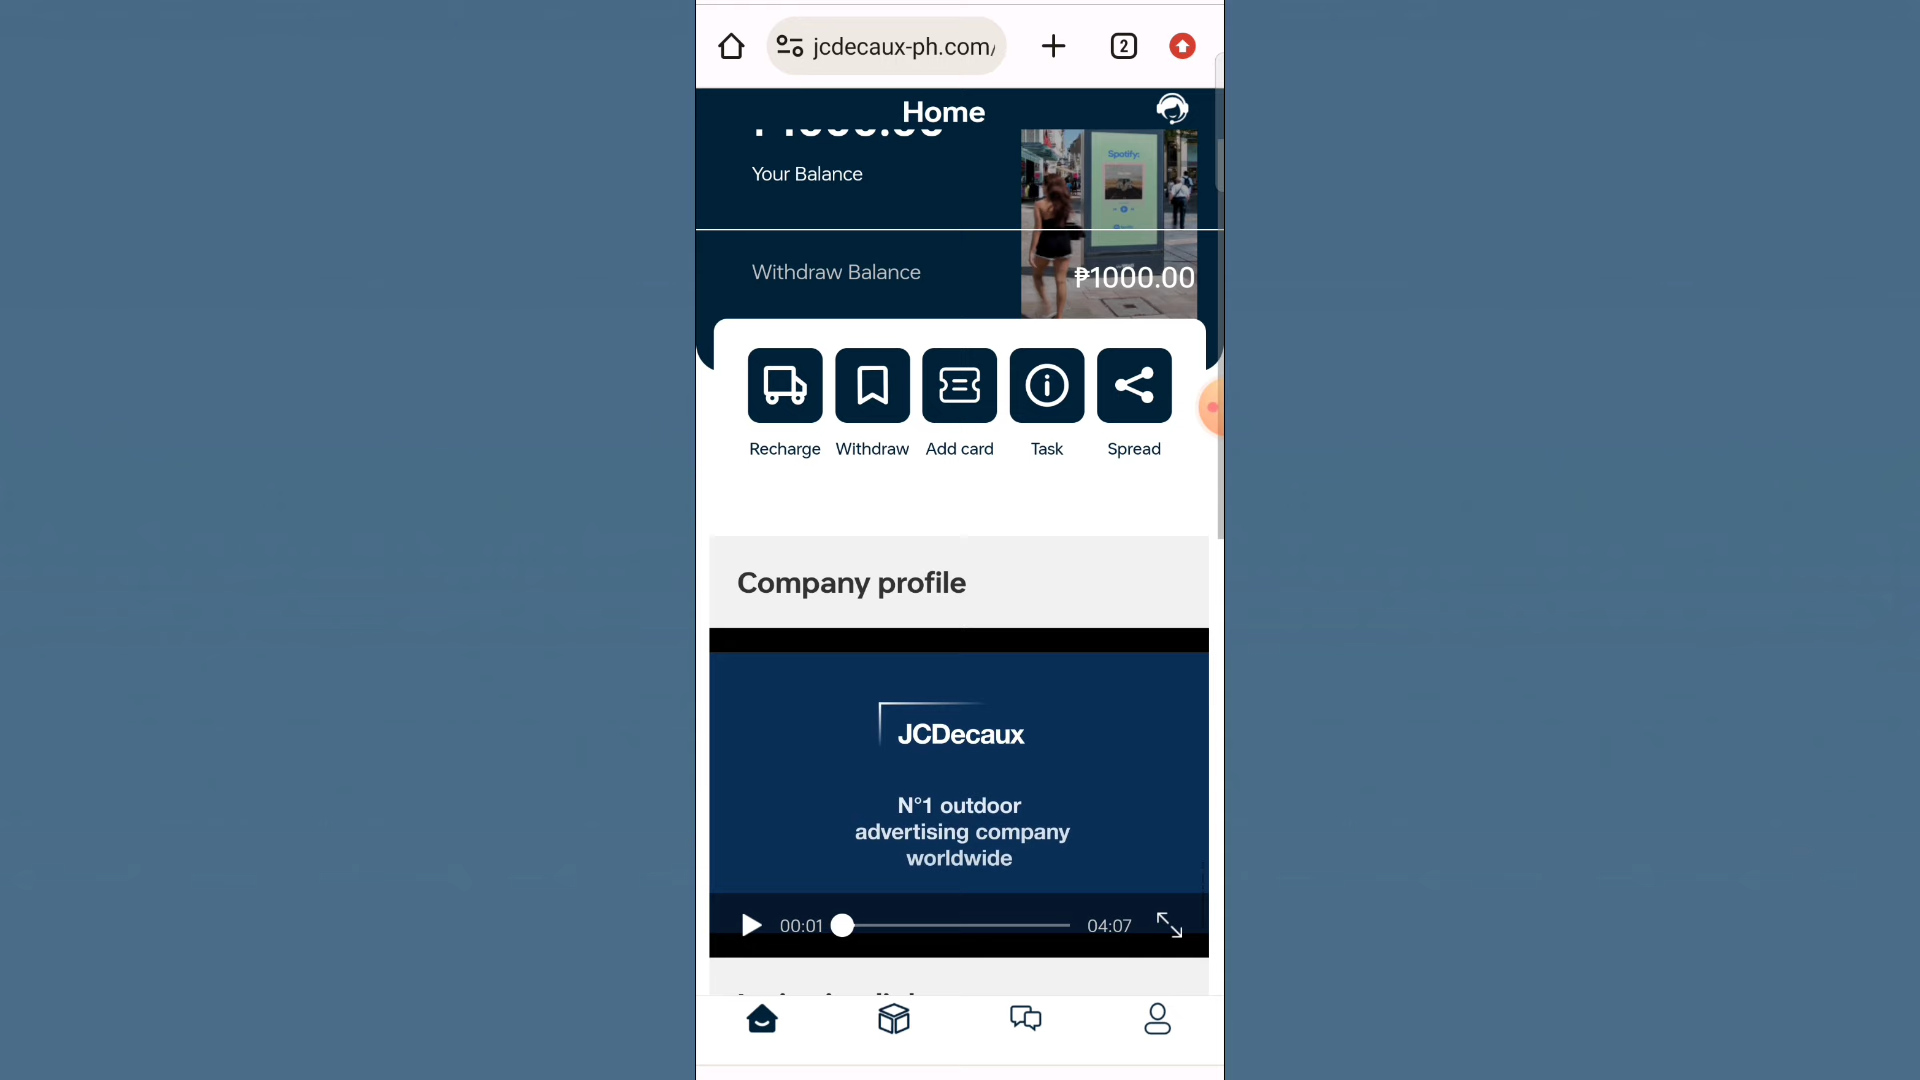 jcdecaux-ph.com/
2
Home
Your Balance
Spotify:
Withdraw Balance
₱1000.00
Recharge
Withdraw
Add card
Task
Spread
Company profile
JCDecaux
N°1 outdoor
advertising company
worldwide
00:01
04:07